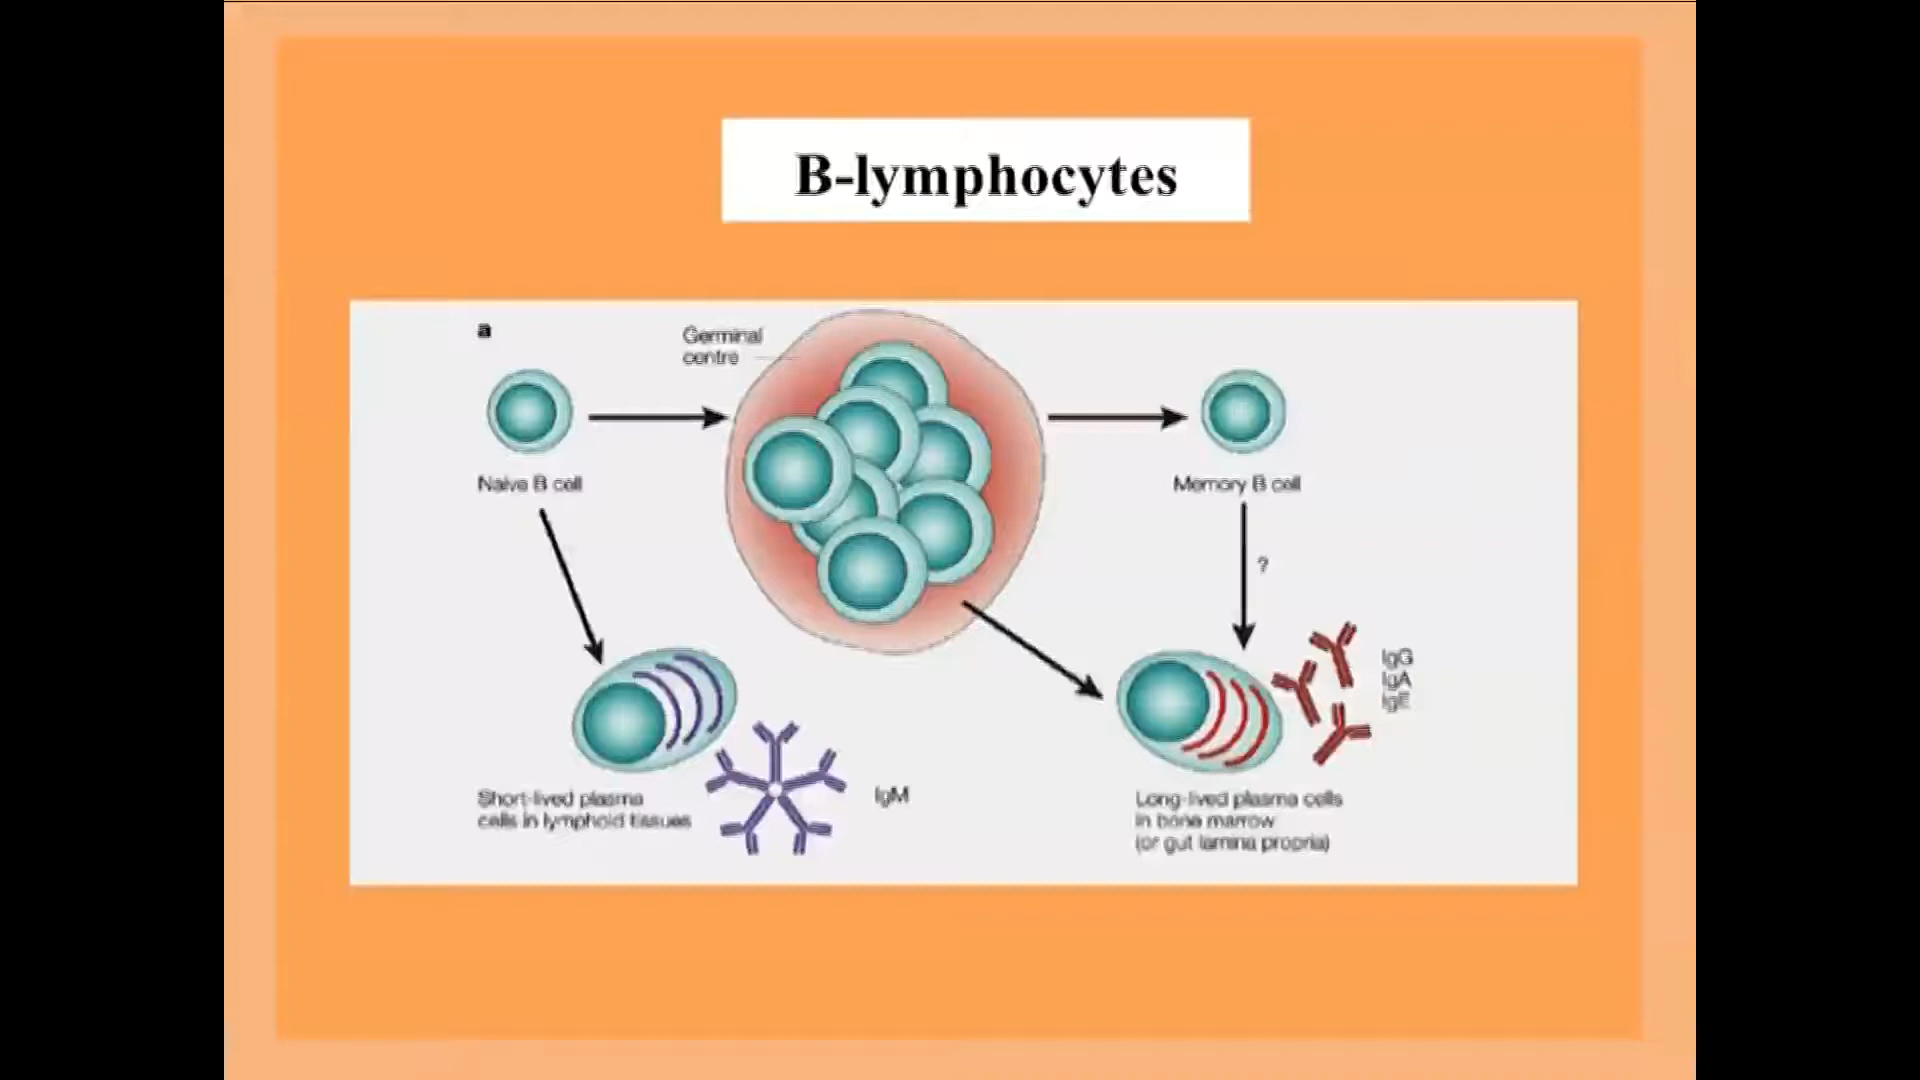 B-lymphocytes
a
Germinal
centre
Naive B cell
Memory B cell
?
IgG
IgA
IgE
IgM
Short-lived plasma
cells in lymphoid tissues
Long-lived plasma cells
in bone marrow
(or gut lamina propria)